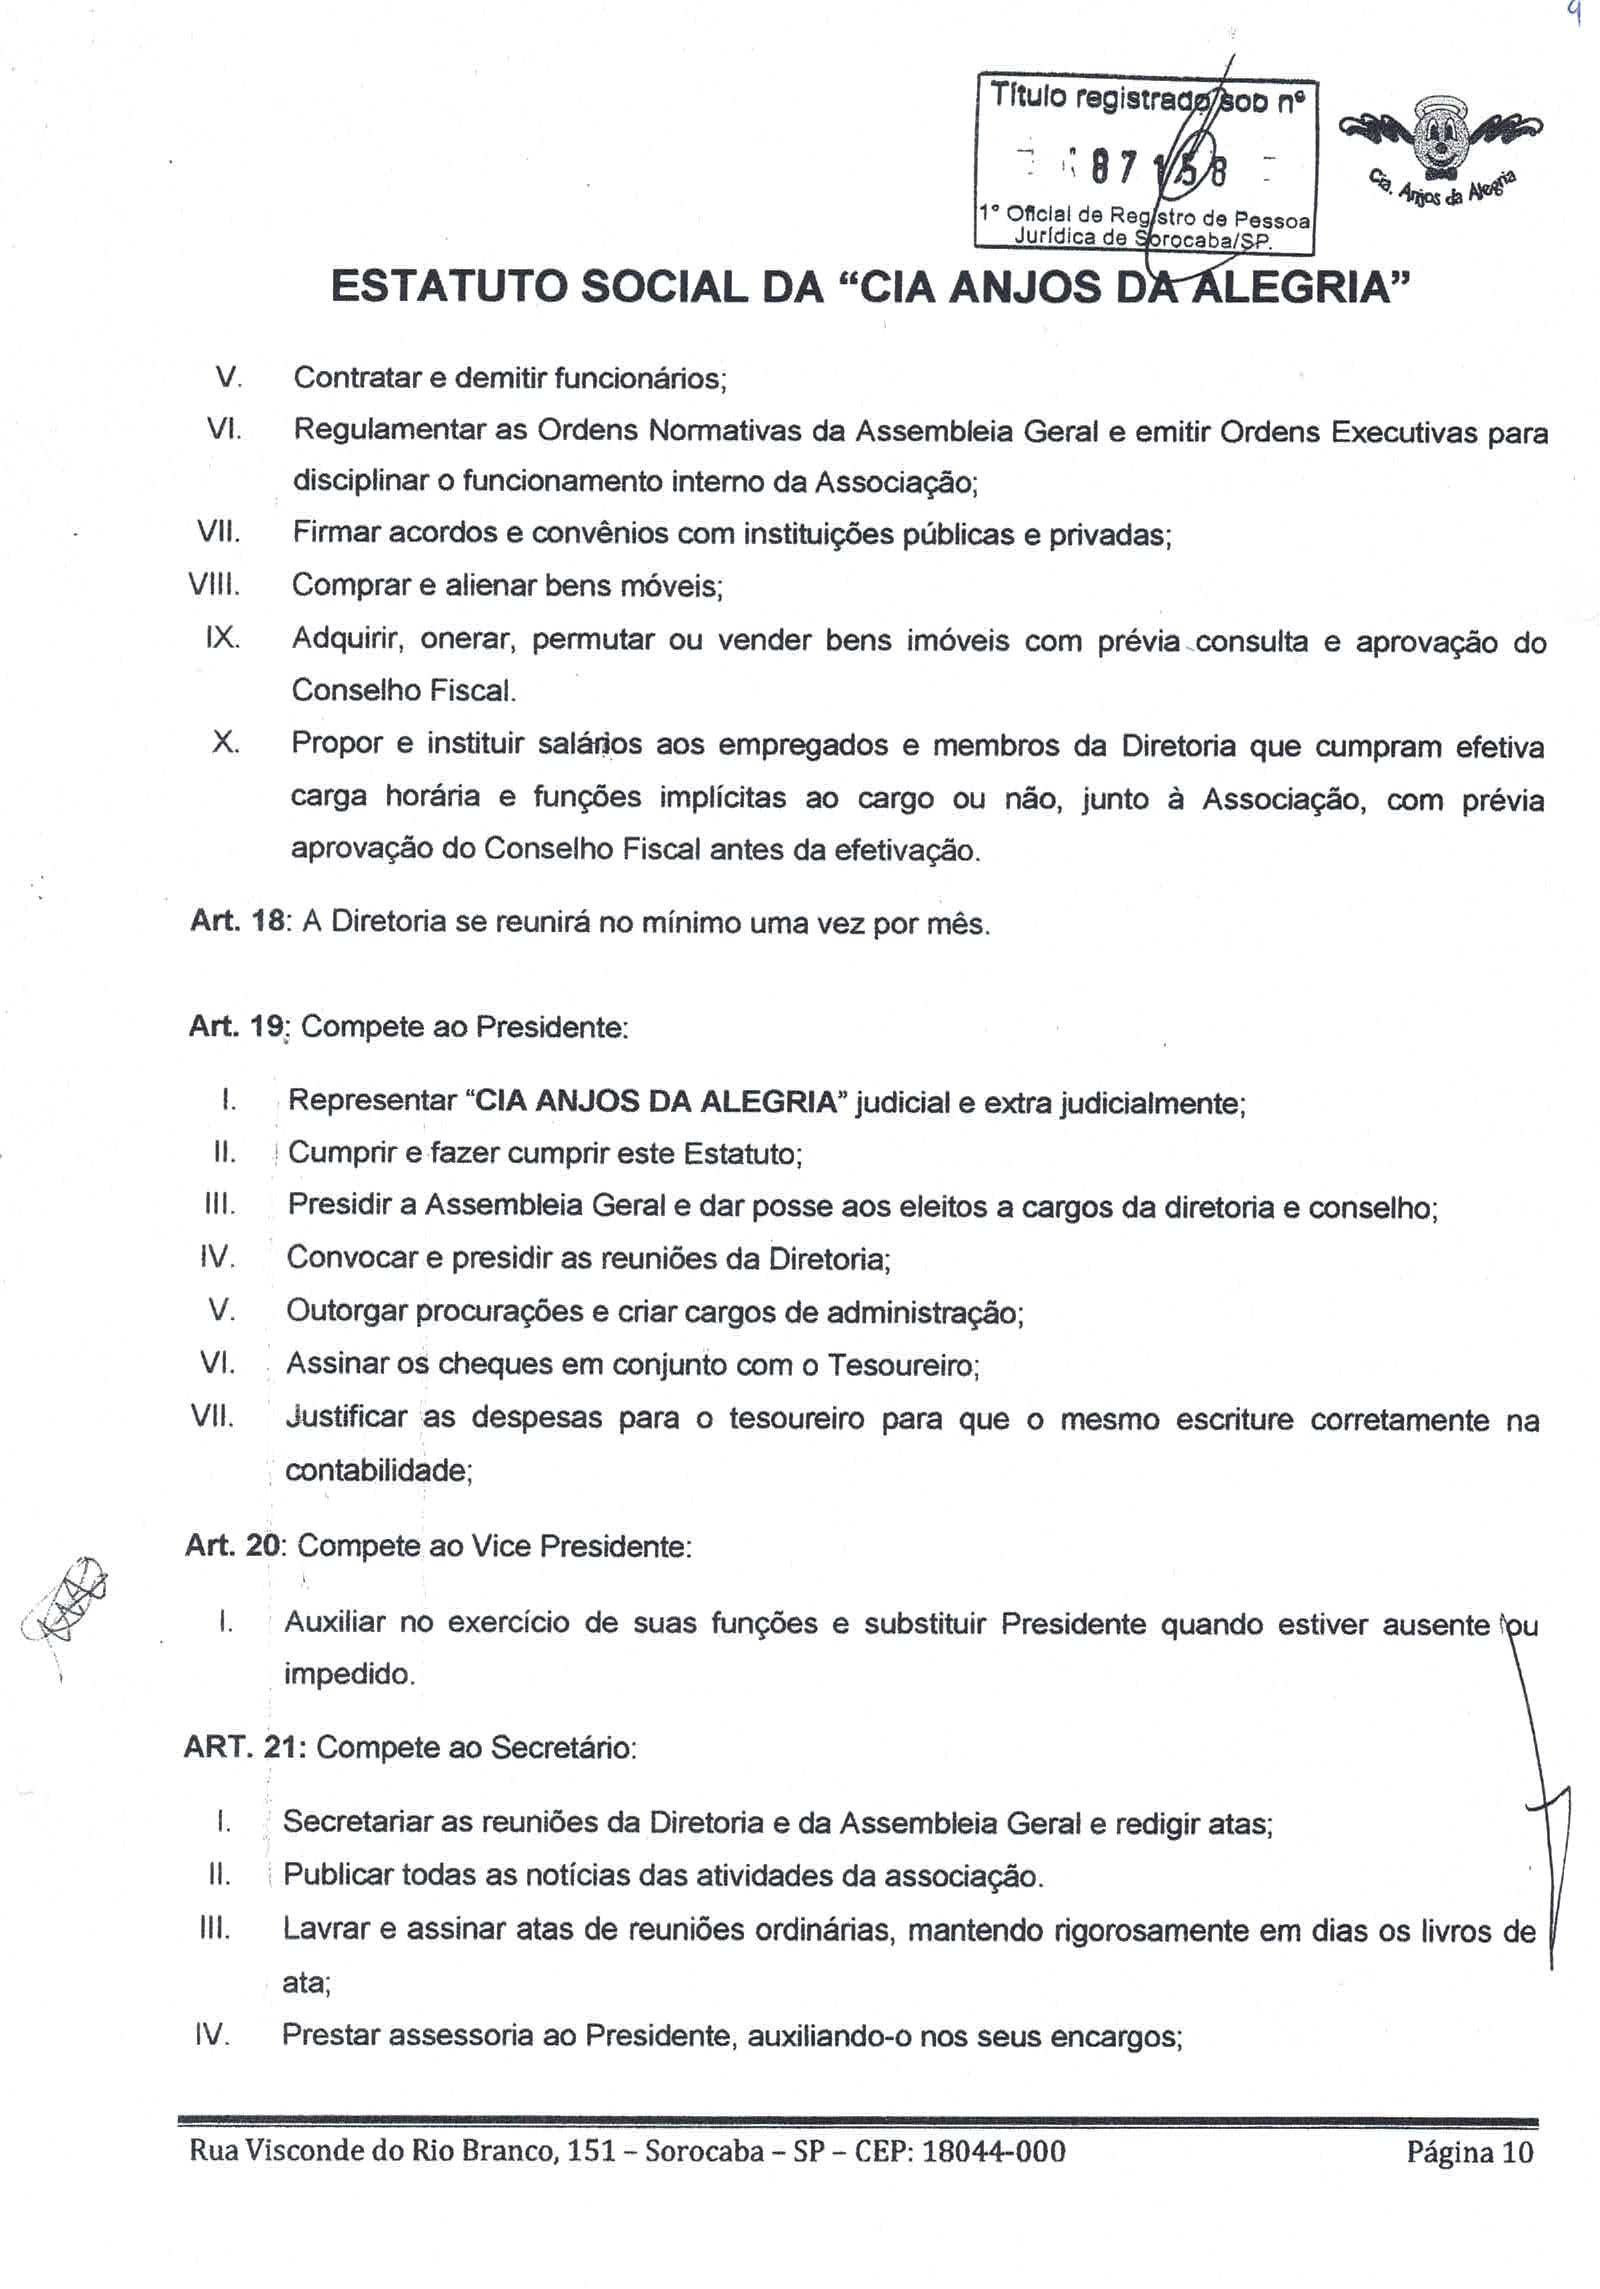 9
Título registrado sob nº
87158
1º Oficial de Registro de Pessoa
Jurídica de Sorocaba/SP.
Cia. Anjos da Alegria
ESTATUTO SOCIAL DA “CIA ANJOS DA ALEGRIA”
V. Contratar e demitir funcionários;
VI. Regulamentar as Ordens Normativas da Assembleia Geral e emitir Ordens Executivas para
disciplinar o funcionamento interno da Associação;
VII. Firmar acordos e convênios com instituições públicas e privadas;
VIII. Comprar e alienar bens móveis;
IX. Adquirir, onerar, permutar ou vender bens imóveis com prévia consulta e aprovação do
Conselho Fiscal.
X. Propor e instituir salários aos empregados e membros da Diretoria que cumpram efetiva
carga horária e funções implícitas ao cargo ou não, junto à Associação, com prévia
aprovação do Conselho Fiscal antes da efetivação.
Art. 18: A Diretoria se reunirá no mínimo uma vez por mês.
Art. 19: Compete ao Presidente:
I. Representar “CIA ANJOS DA ALEGRIA” judicial e extra judicialmente;
II. Cumprir e fazer cumprir este Estatuto;
III. Presidir a Assembleia Geral e dar posse aos eleitos a cargos da diretoria e conselho;
IV. Convocar e presidir as reuniões da Diretoria;
V. Outorgar procurações e criar cargos de administração;
VI. Assinar os cheques em conjunto com o Tesoureiro;
VII. Justificar as despesas para o tesoureiro para que o mesmo escriture corretamente na
contabilidade;
Art. 20: Compete ao Vice Presidente:
I. Auxiliar no exercício de suas funções e substituir Presidente quando estiver ausente ou
impedido.
ART. 21: Compete ao Secretário:
I. Secretariar as reuniões da Diretoria e da Assembleia Geral e redigir atas;
II. Publicar todas as notícias das atividades da associação.
III. Lavrar e assinar atas de reuniões ordinárias, mantendo rigorosamente em dias os livros de
ata;
IV. Prestar assessoria ao Presidente, auxiliando-o nos seus encargos;
Rua Visconde do Rio Branco, 151 – Sorocaba – SP – CEP: 18044-000 Página 10